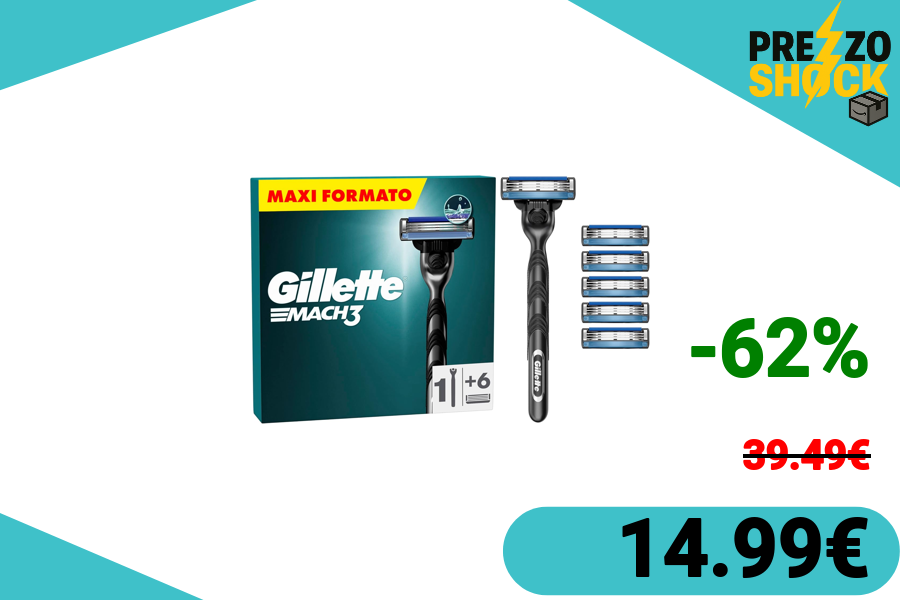 PREZZO
SHOCK
MAXI FORMATO
Gillette
MACH3
1 +6
Gillette
-62%
39.49€
14.99€